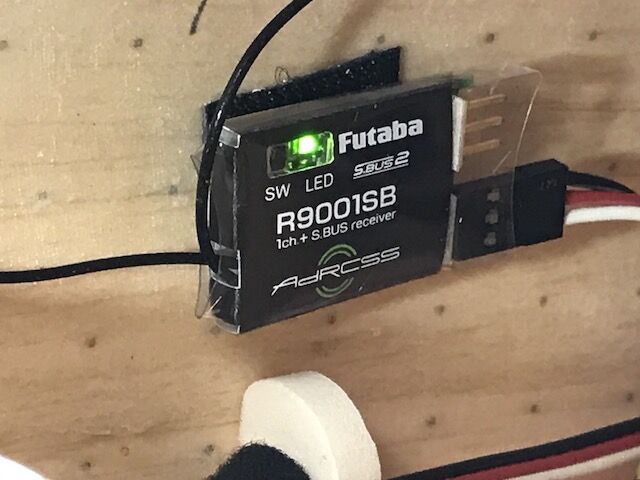 Futaba
S.BUS2
SW LED
R9001SB
1ch.+ S.BUS receiver
AdRCSS